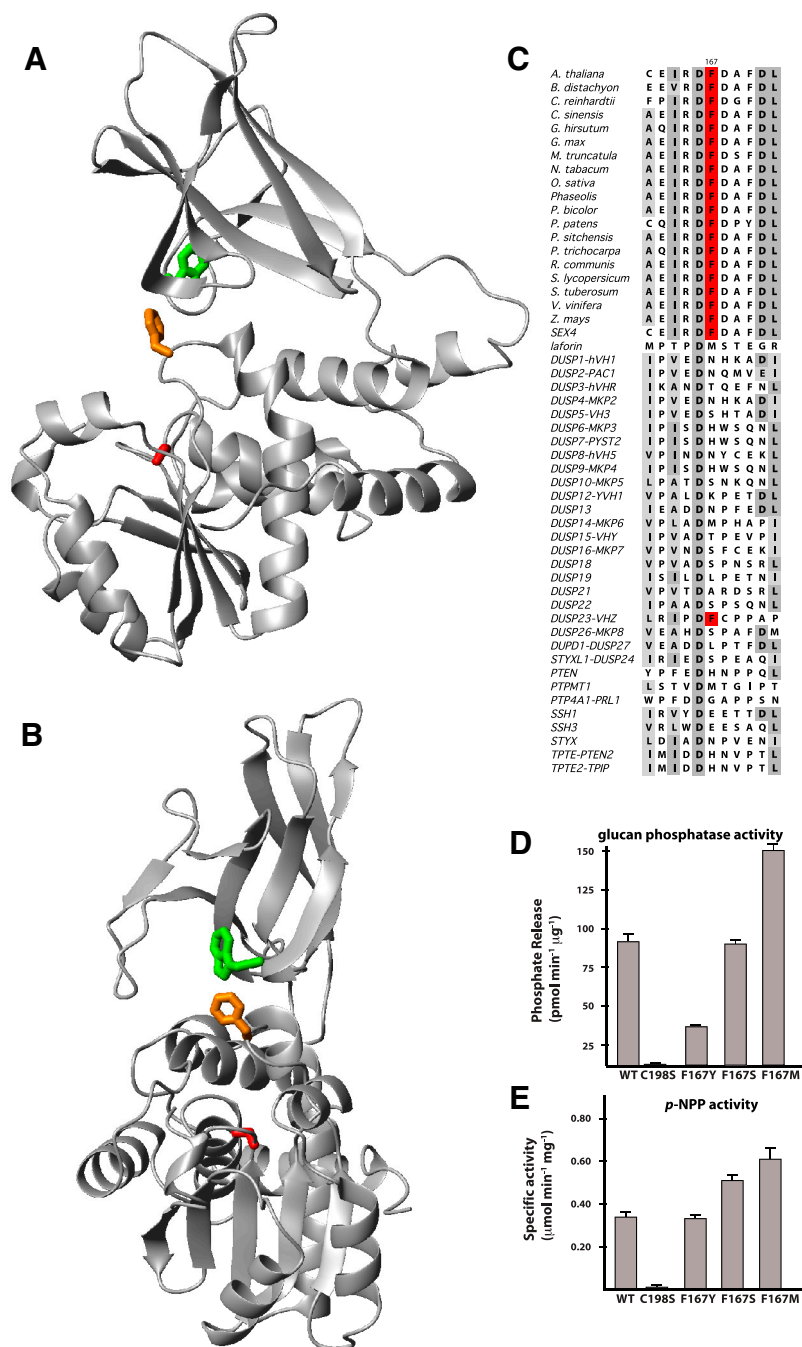 A
B
C
167
A. thaliana C E I R D F D A F D L
B. distachyon E E V R D F D A F D L
C. reinhardtii F P I R D F D G F D L
C. sinensis A E I R D F D A F D L
G. hirsutum A Q I R D F D A F D L
G. max A E I R D F D A F D L
M. truncatula A E I R D F D S F D L
N. tabacum A E I R D F D A F D L
O. sativa A E I R D F D A F D L
Phaseolis A E I R D F D A F D L
P. bicolor A E I R D F D A F D L
P. patens C Q I R D F D P Y D L
P. sitchensis A E I R D F D A F D L
P. trichocarpa A Q I R D F D A F D L
R. communis A E I R D F D A F D L
S. lycopersicum A E I R D F D A F D L
S. tuberosum A E I R D F D A F D L
V. vinifera A E I R D F D A F D L
Z. mays A E I R D F D A F D L
SEX4 C E I R D F D A F D L
laforin M P T P D M S T E G R
DUSP1-hVH1 I P V E D N H K A D I
DUSP2-PAC1 I P V E D N Q M V E I
DUSP3-hVHR I K A N D T Q E F N L
DUSP4-MKP2 I P V E D N H K A D I
DUSP5-VH3 I P V E D S H T A D I
DUSP6-MKP3 I P I S D H W S Q N L
DUSP7-PYST2 I P I S D H W S Q N L
DUSP8-hVH5 V P I N D N Y C E K L
DUSP9-MKP4 I P I S D H W S Q N L
DUSP10-MKP5 L P A T D S N K Q N L
DUSP12-YVH1 V P A L D K P E T D L
DUSP13 I E A D D N P F E D L
DUSP14-MKP6 V P L A D M P H A P I
DUSP15-VHY I P V A D T P E V P I
DUSP16-MKP7 V P V N D S F C E K I
DUSP18 V P V A D S P N S R L
DUSP19 I S I L D L P E T N I
DUSP21 V P V T D A R D S R L
DUSP22 I P A A D S P S Q N L
DUSP23-VHZ L R I P D F C P P A P
DUSP26-MKP8 V E A H D S P A F D M
DUPD1-DUSP27 V E A D D L P T F D L
STYXL1-DUSP24 I R I E D S P E A Q I
PTEN Y P F E D H N P P Q L
PTPMT1 L S T V D M T G I P T
PTP4A1-PRL1 W P F D D G A P P S N
SSH1 I R V Y D E E T T D L
SSH3 V R L W D E E S A Q L
STYX L D I A D N P V E N I
TPTE-PTEN2 I M I D D H N V P T L
TPTE2-TPIP I M I D D H N V P T L
D
glucan phosphatase activity
Phosphate Release
(pmol min⁻¹ µg⁻¹)
150
125
100
75
50
25
WT C198S F167Y F167S F167M
E
p-NPP activity
Specific activity
(µmol min⁻¹ mg⁻¹)
0.80
0.60
0.40
0.20
WT C198S F167Y F167S F167M